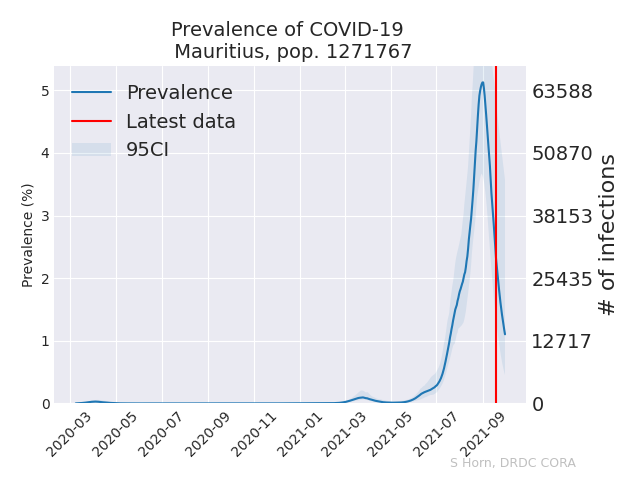 Prevalence of COVID-19
Mauritius, pop. 1271767
Prevalence
Latest data
95CI
Prevalence (%)
5
4
3
2
1
0
63588
50870
38153
25435
12717
0
# of infections
2020-03
2020-05
2020-07
2020-09
2020-11
2021-01
2021-03
2021-05
2021-07
2021-09
S Horn, DRDC CORA